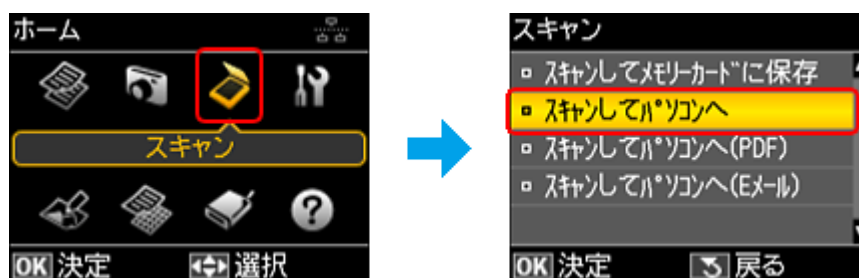 ホーム
スキャン
OK 決定 選択
スキャン
スキャンしてメモリーカードに保存
スキャンしてパソコンへ
スキャンしてパソコンへ(PDF)
スキャンしてパソコンへ(Eメール)
OK 決定 戻る